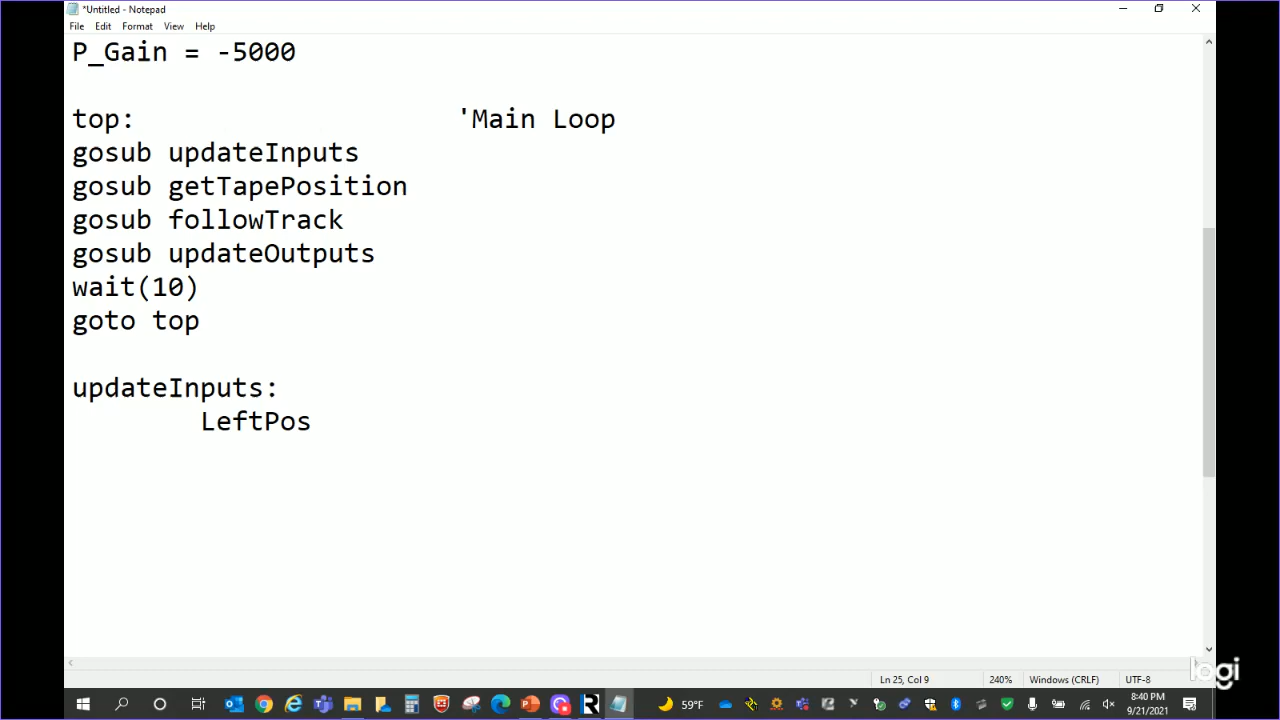 *Untitled - Notepad
File Edit Format View Help
P_Gain = -5000
top: 'Main Loop
gosub updateInputs
gosub getTapePosition
gosub followTrack
gosub updateOutputs
wait(10)
goto top
updateInputs:
LeftPos
Ln 25, Col 9 240% Windows (CRLF) UTF-8
logi
59°F 8:40 PM
9/21/2021